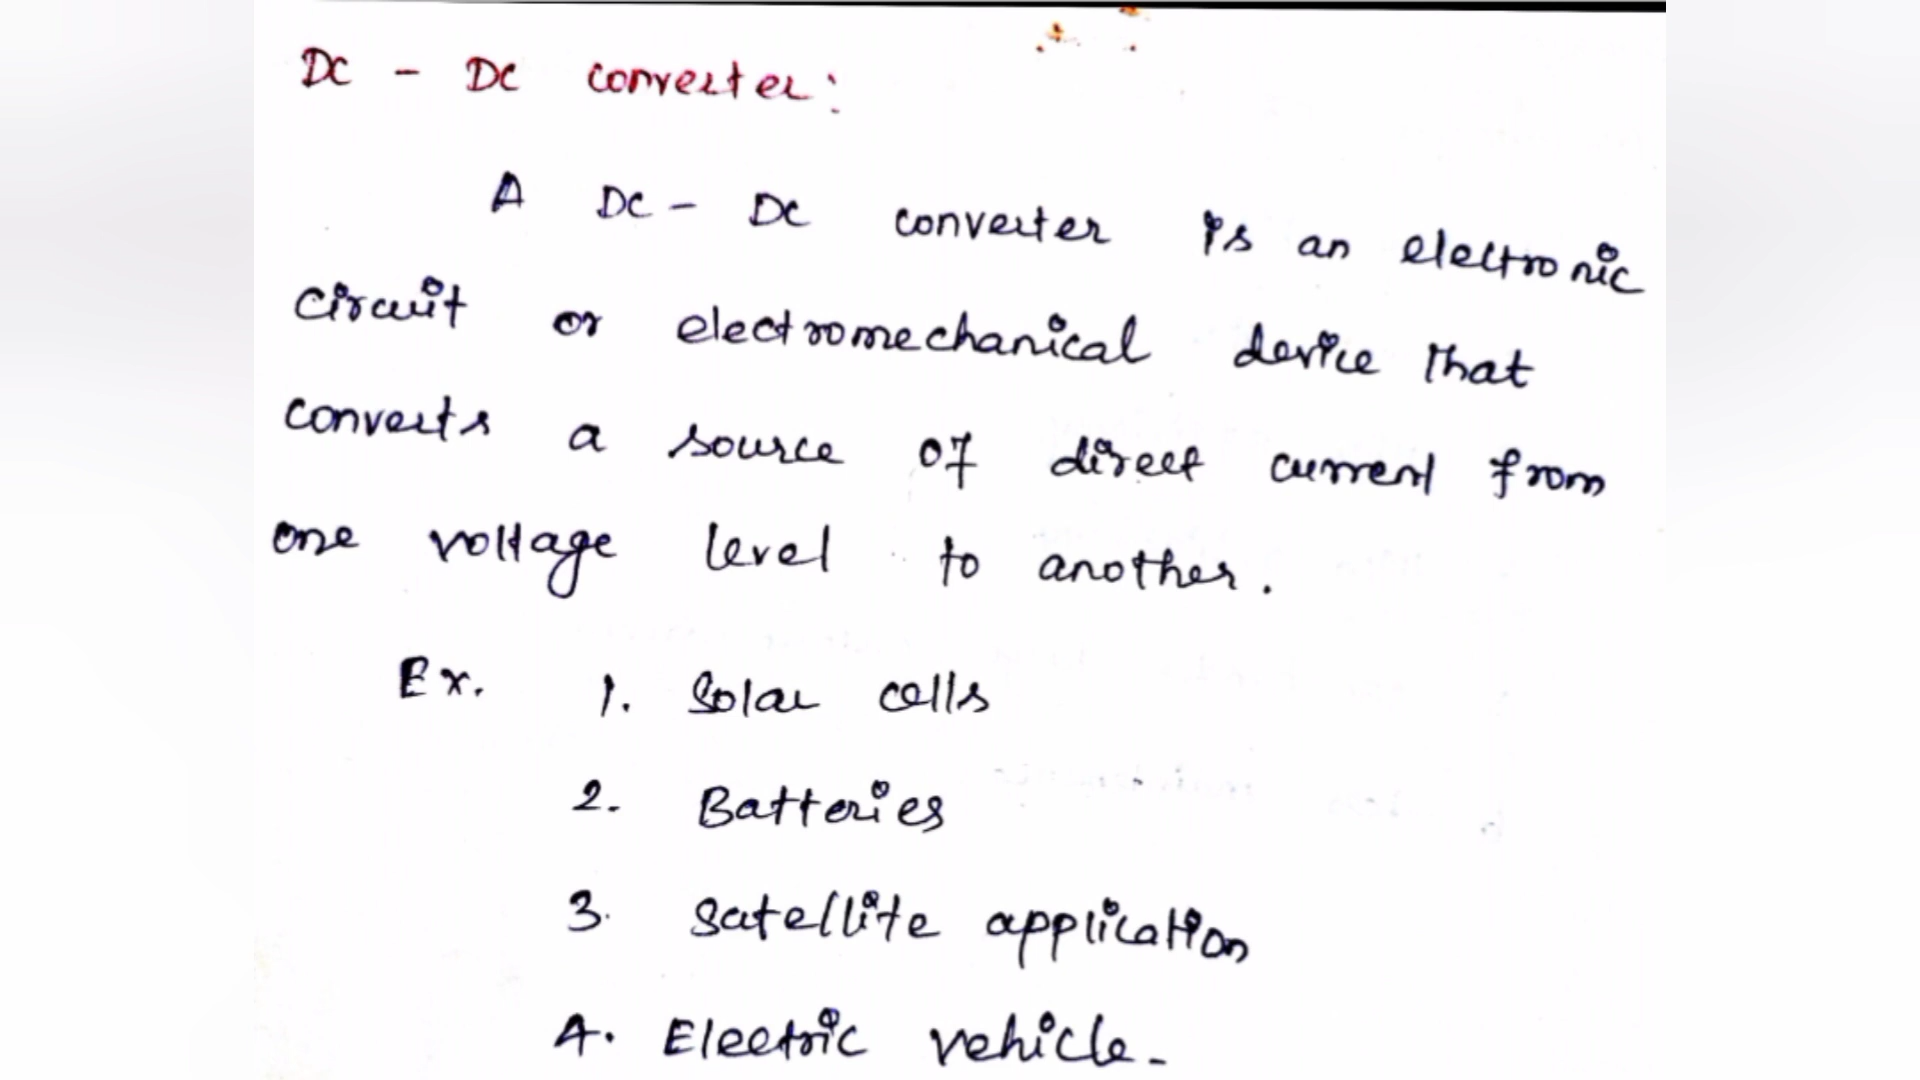 Dc - Dc converter:
A Dc - Dc converter is an electronic
circuit or electromechanical device that
converts a source of direct current from
one voltage level to another.
Ex. 1. Solar cells
2. Batteries
3. Satellite application
4. Electric vehicle.